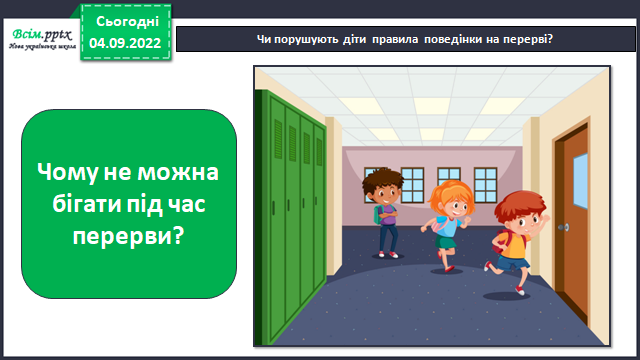 Всім.pptx
Нова українська школа
Сьогодні
04.09.2022
Чи порушують діти правила поведінки на перерві?
Чому не можна
бігати під час
перерви?